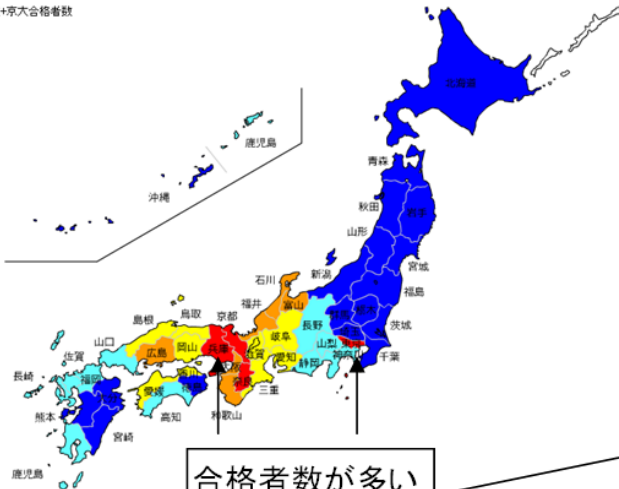 +京大合格者数
北海道
鹿児島
沖縄
青森
秋田
岩手
山形
宮城
新潟
福島
石川
富山
福井
群馬
栃木
長野
茨城
埼玉
山梨
東京
千葉
神奈川
岐阜
静岡
愛知
三重
滋賀
京都
兵庫
奈良
和歌山
鳥取
島根
岡山
広島
山口
香川
徳島
愛媛
高知
福岡
佐賀
長崎
熊本
宮崎
鹿児島
合格者数が多い